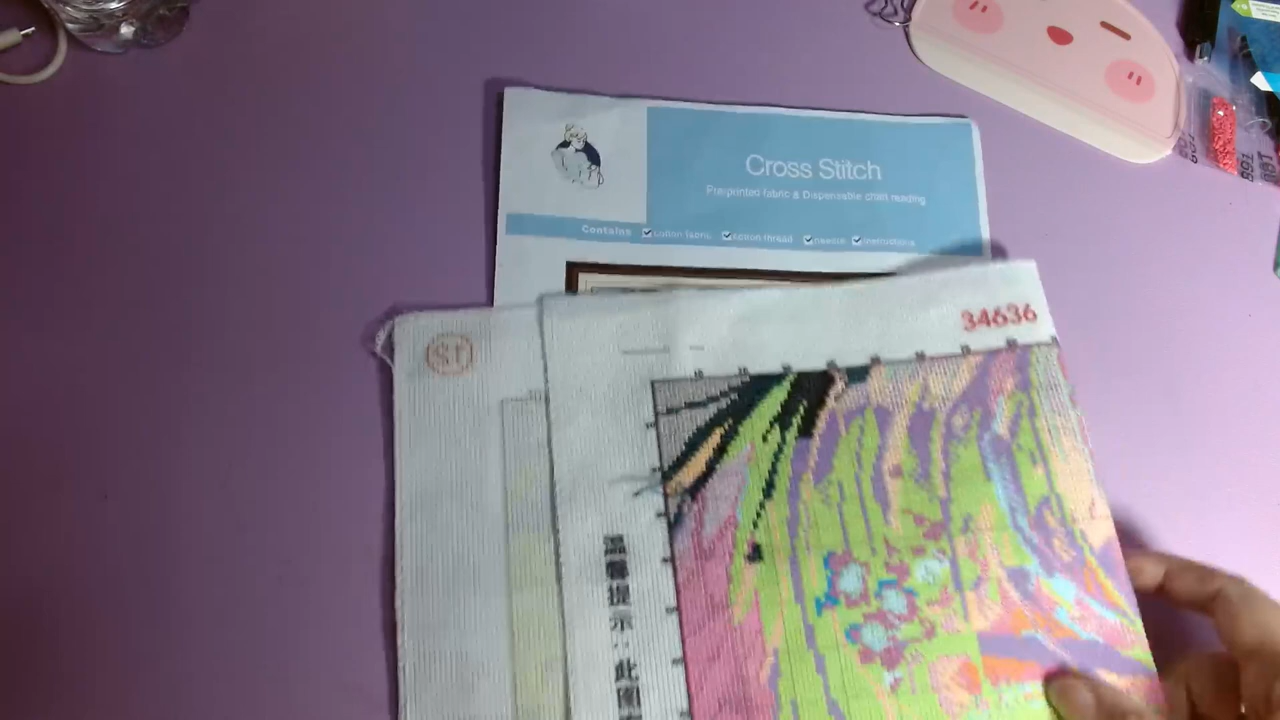 Cross Stitch
Preprinted fabric & Dispensable chart reading
Contains cotton fabric cotton thread needle instructions
34636
St
温馨提示:此图